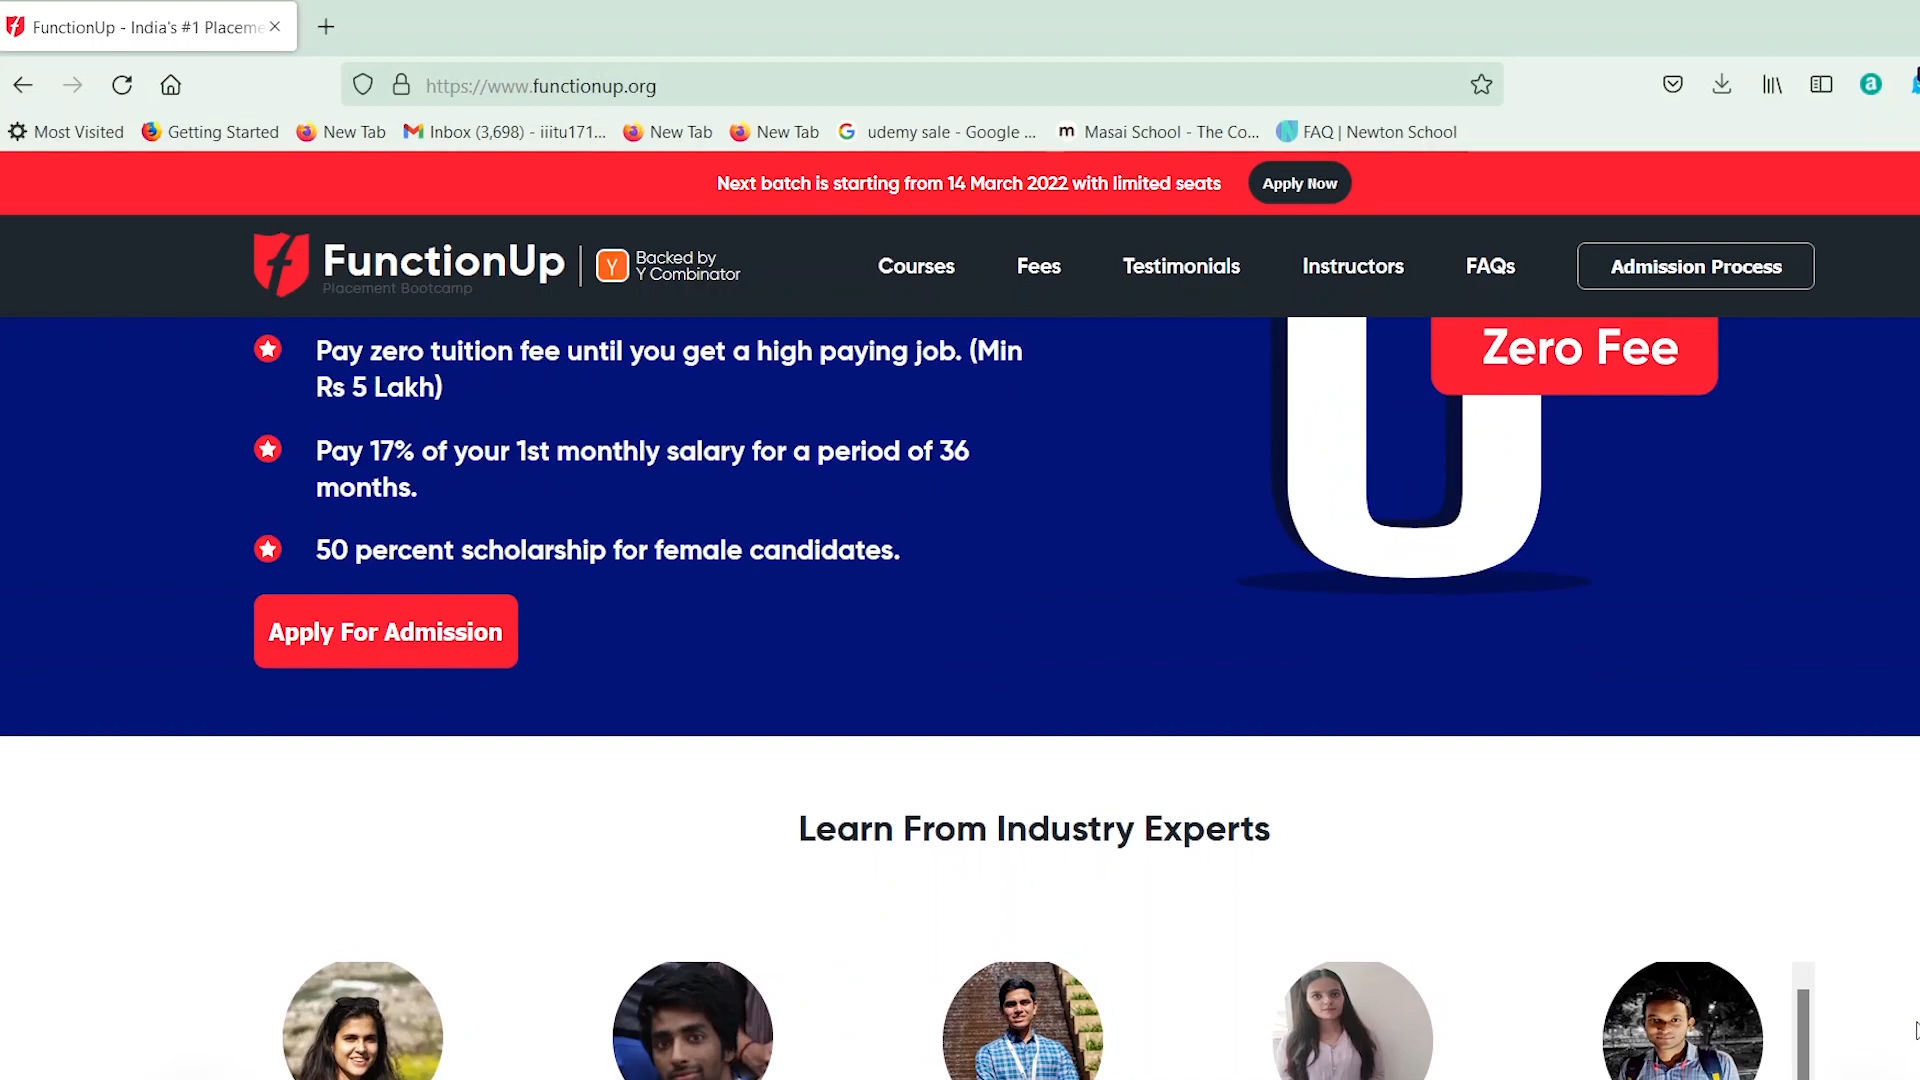 FunctionUp - India's #1 Placeme
https://www.functionup.org
Most Visited
Getting Started
New Tab
Inbox (3,698) - iiitu171...
New Tab
New Tab
udemy sale - Google ...
Masai School - The Co...
FAQ | Newton School
Next batch is starting from 14 March 2022 with limited seats
Apply Now
FunctionUp
Placement Bootcamp
Backed by
Y Combinator
Courses
Fees
Testimonials
Instructors
FAQs
Admission Process
Pay zero tuition fee until you get a high paying job. (Min
Rs 5 Lakh)
Pay 17% of your 1st monthly salary for a period of 36
months.
50 percent scholarship for female candidates.
Zero Fee
Apply For Admission
Learn From Industry Experts